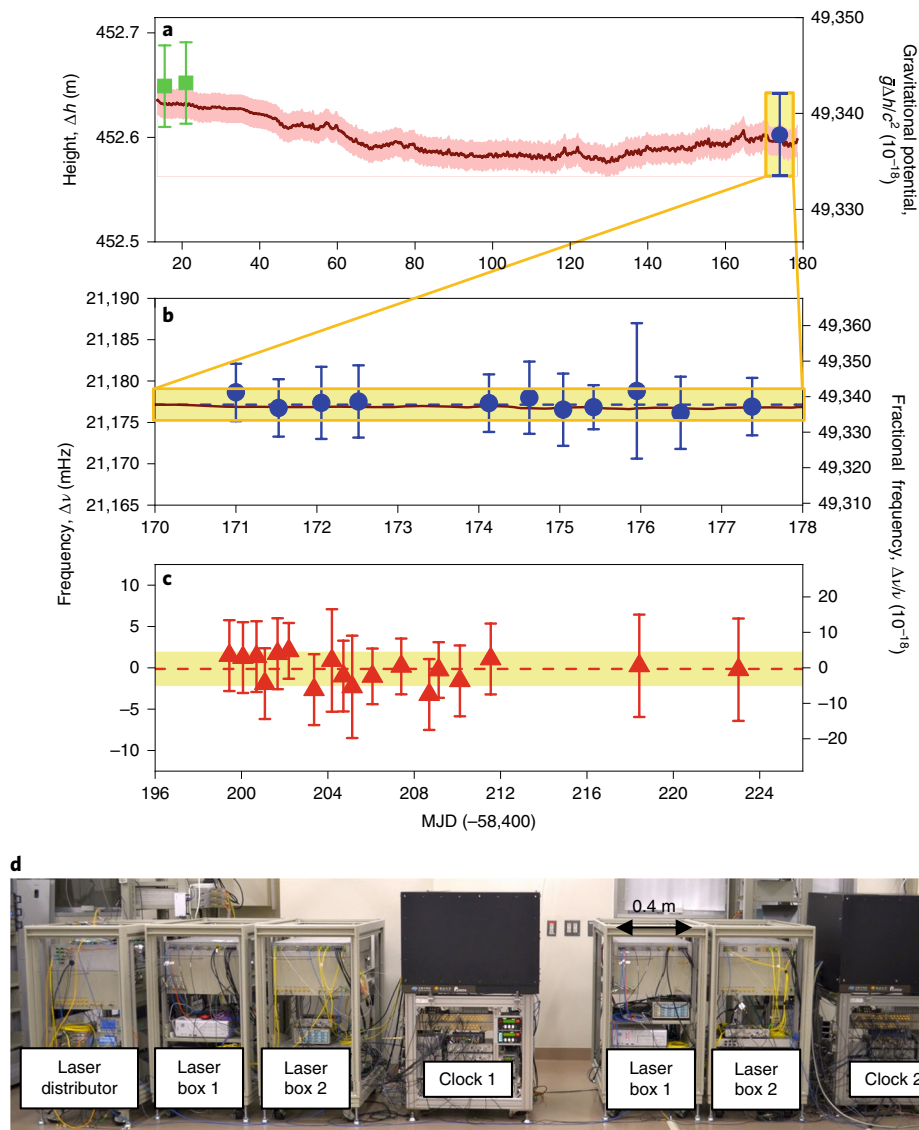 a
452.7
452.6
452.5
Height, Δh (m)
49,350
49,340
49,330
Gravitational potential,
g̅Δh/c² (10⁻¹⁸)
20
40
60
80
100
120
140
160
180
b
21,190
21,185
21,180
21,175
21,170
21,165
49,360
49,350
49,340
49,330
49,320
49,310
170
171
172
173
174
175
176
177
178
Frequency, Δν (mHz)
Fractional frequency, Δν/ν (10⁻¹⁸)
c
10
5
0
–5
–10
20
10
0
–10
–20
196
200
204
208
212
216
220
224
MJD (–58,400)
d
0.4 m
Laser
distributor
Laser
box 1
Laser
box 2
Clock 1
Laser
box 1
Laser
box 2
Clock 2